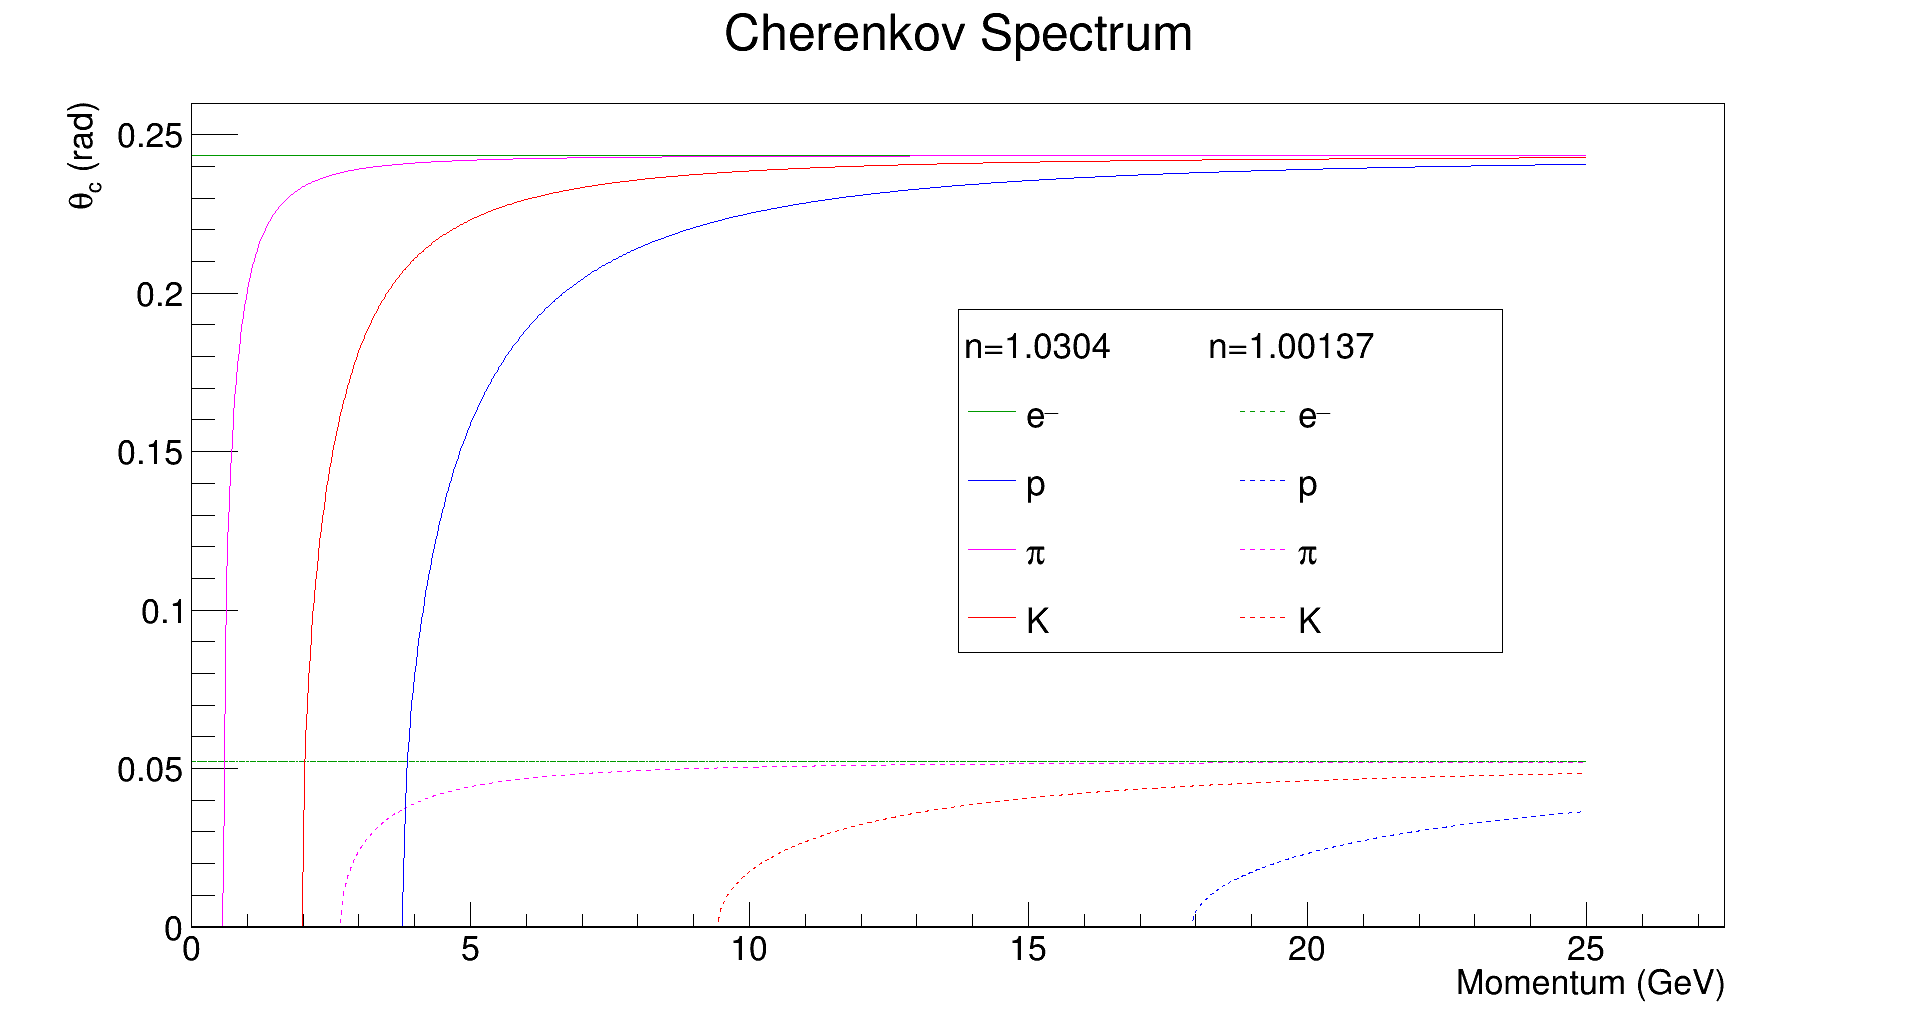 Cherenkov Spectrum
θc (rad)
0.25
0.2
0.15
0.1
0.05
0
n=1.0304 n=1.00137
e⁻ e⁻
p p
π π
K K
0 5 10 15 20 25
Momentum (GeV)